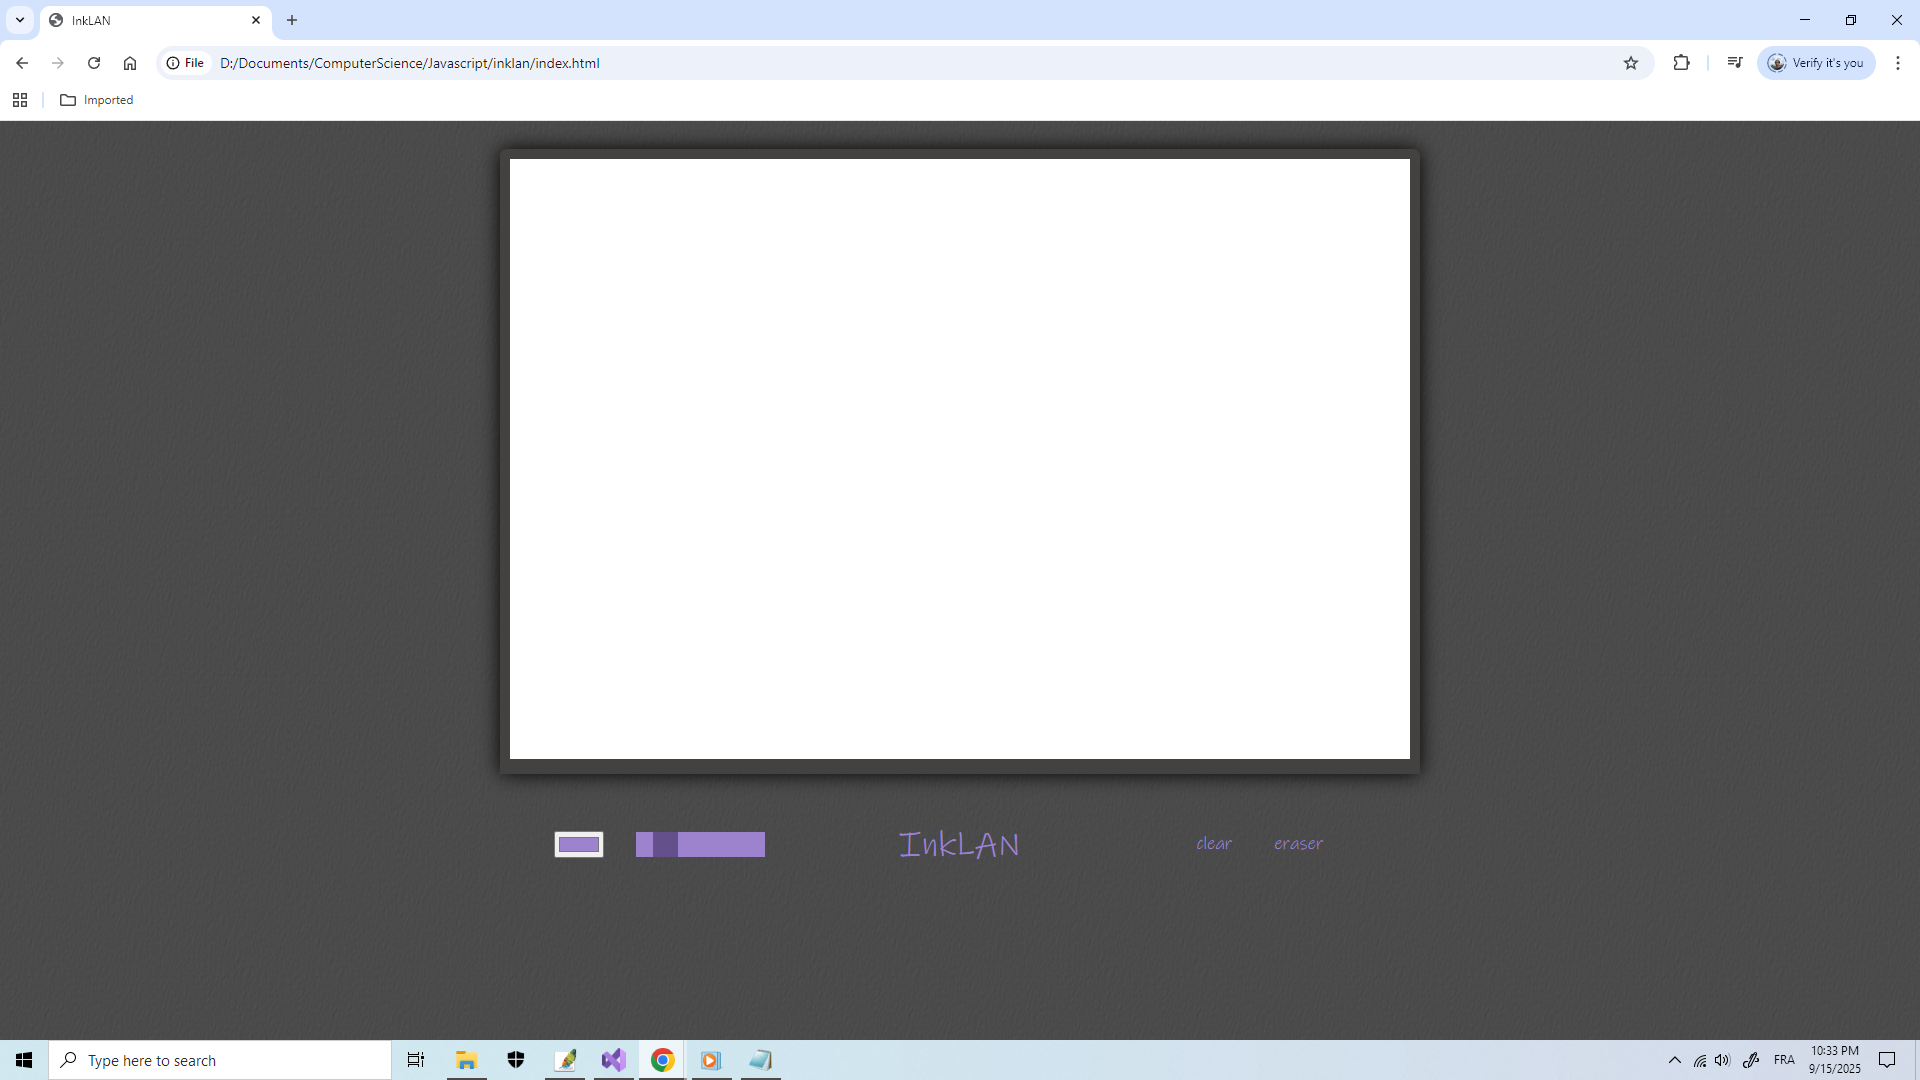 InkLAN
File D:/Documents/ComputerScience/Javascript/inklan/index.html Verify it's you
Imported
InkLAN clear eraser
Type here to search FRA 10:33 PM
9/15/2025